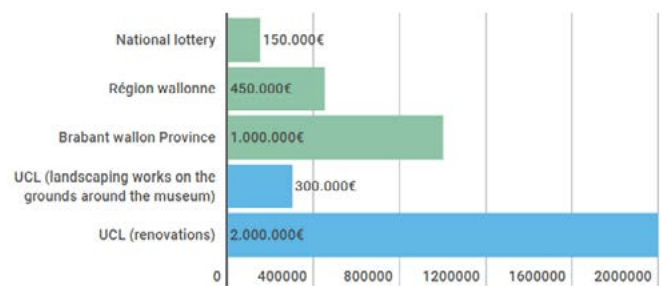 National lottery
150.000€
Région wallonne
450.000€
Brabant wallon Province
1.000.000€
UCL (landscaping works on the
grounds around the museum)
300.000€
UCL (renovations)
2.000.000€
0 400000 800000 1200000 1600000 2000000